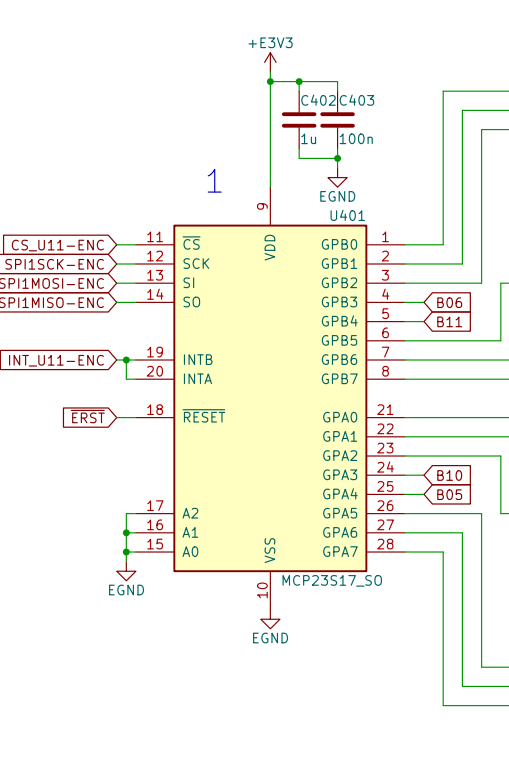 +E3V3
C402 C403
1u 100n
EGND
1
U401
9
VDD
CS_U11-ENC 11 CS
SPI1SCK-ENC 12 SCK
SPI1MOSI-ENC 13 SI
SPI1MISO-ENC 14 SO
INT_U11-ENC 19 INTB
20 INTA
ERST 18 RESET
17 A2
16 A1
15 A0
EGND
GPB0 1
GPB1 2
GPB2 3
GPB3 4 B06
GPB4 5 B11
GPB5 6
GPB6 7
GPB7 8
GPA0 21
GPA1 22
GPA2 23
GPA3 24 B10
GPA4 25 B05
GPA5 26
GPA6 27
GPA7 28
VSS
10
MCP23S17_SO
EGND